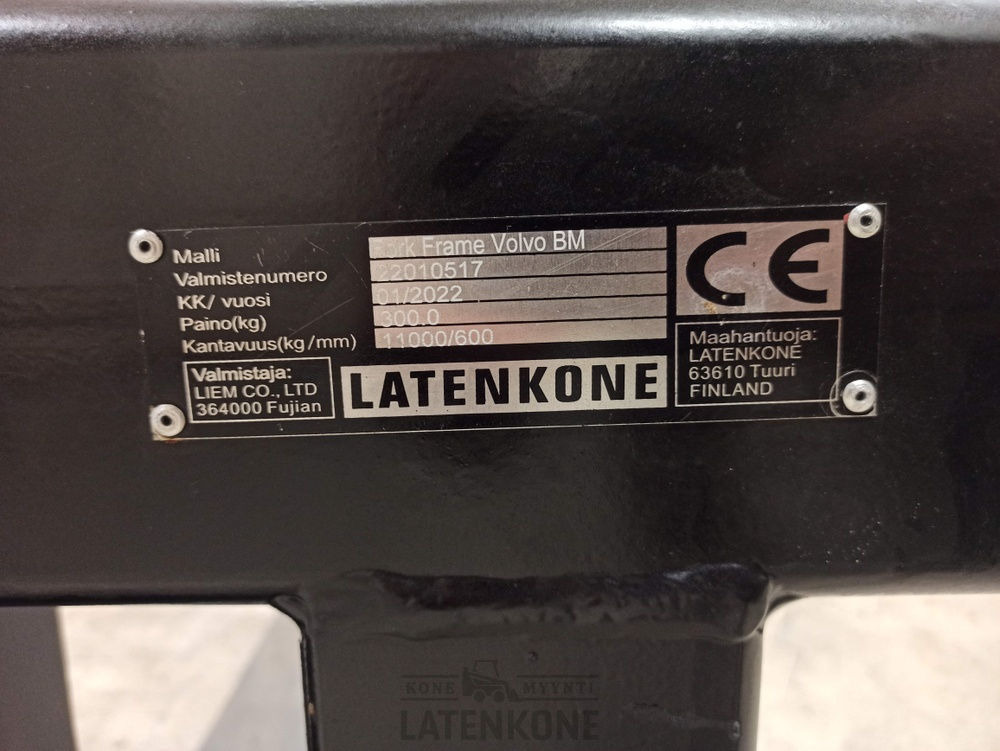 Malli Fork Frame Volvo BM
Valmistenumero 22010517
KK/ vuosi 01/2022
Paino(kg) 300.0
Kantavuus(kg/mm) 11000/600
CE
Valmistaja:
LIEM CO., LTD
364000 Fujian
LATENKONE
Maahantuoja:
LATENKONE
63610 Tuuri
FINLAND
KONE MYYNTI
LATENKONE